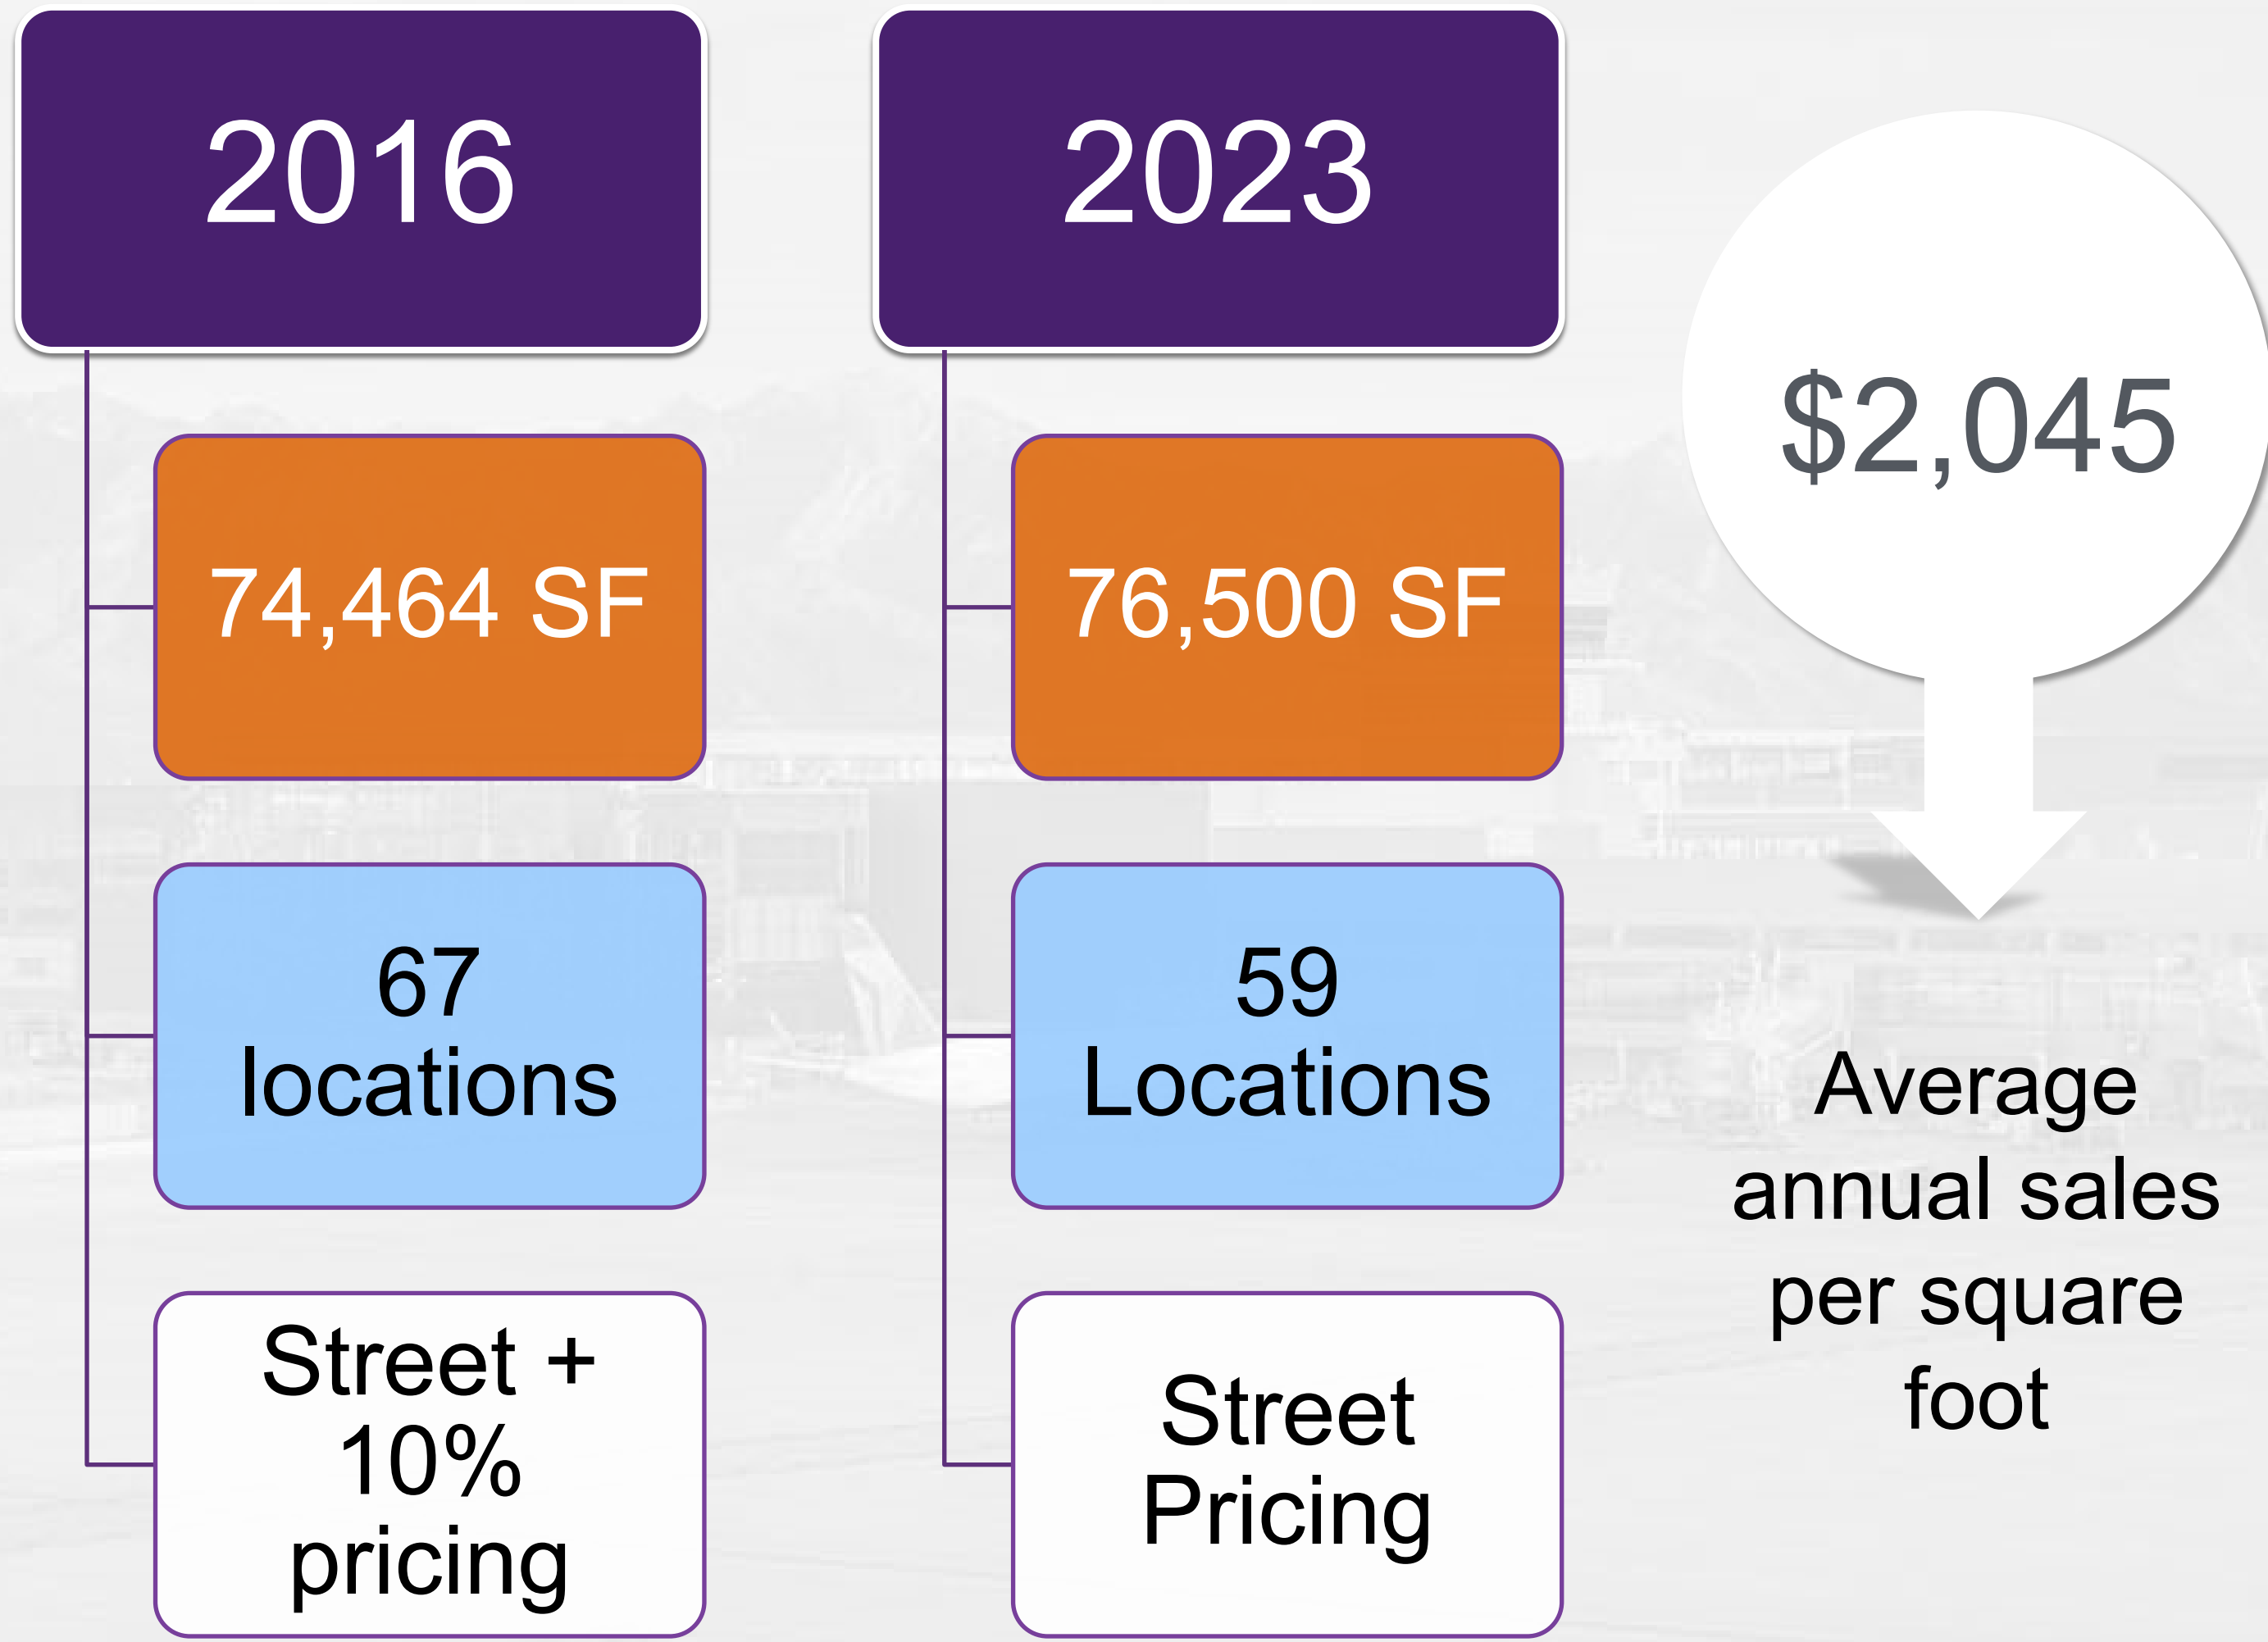 2016
74,464 SF
67
locations
Street +
10%
pricing
2023
76,500 SF
59
Locations
Street
Pricing
$2,045
Average
annual sales
per square
foot